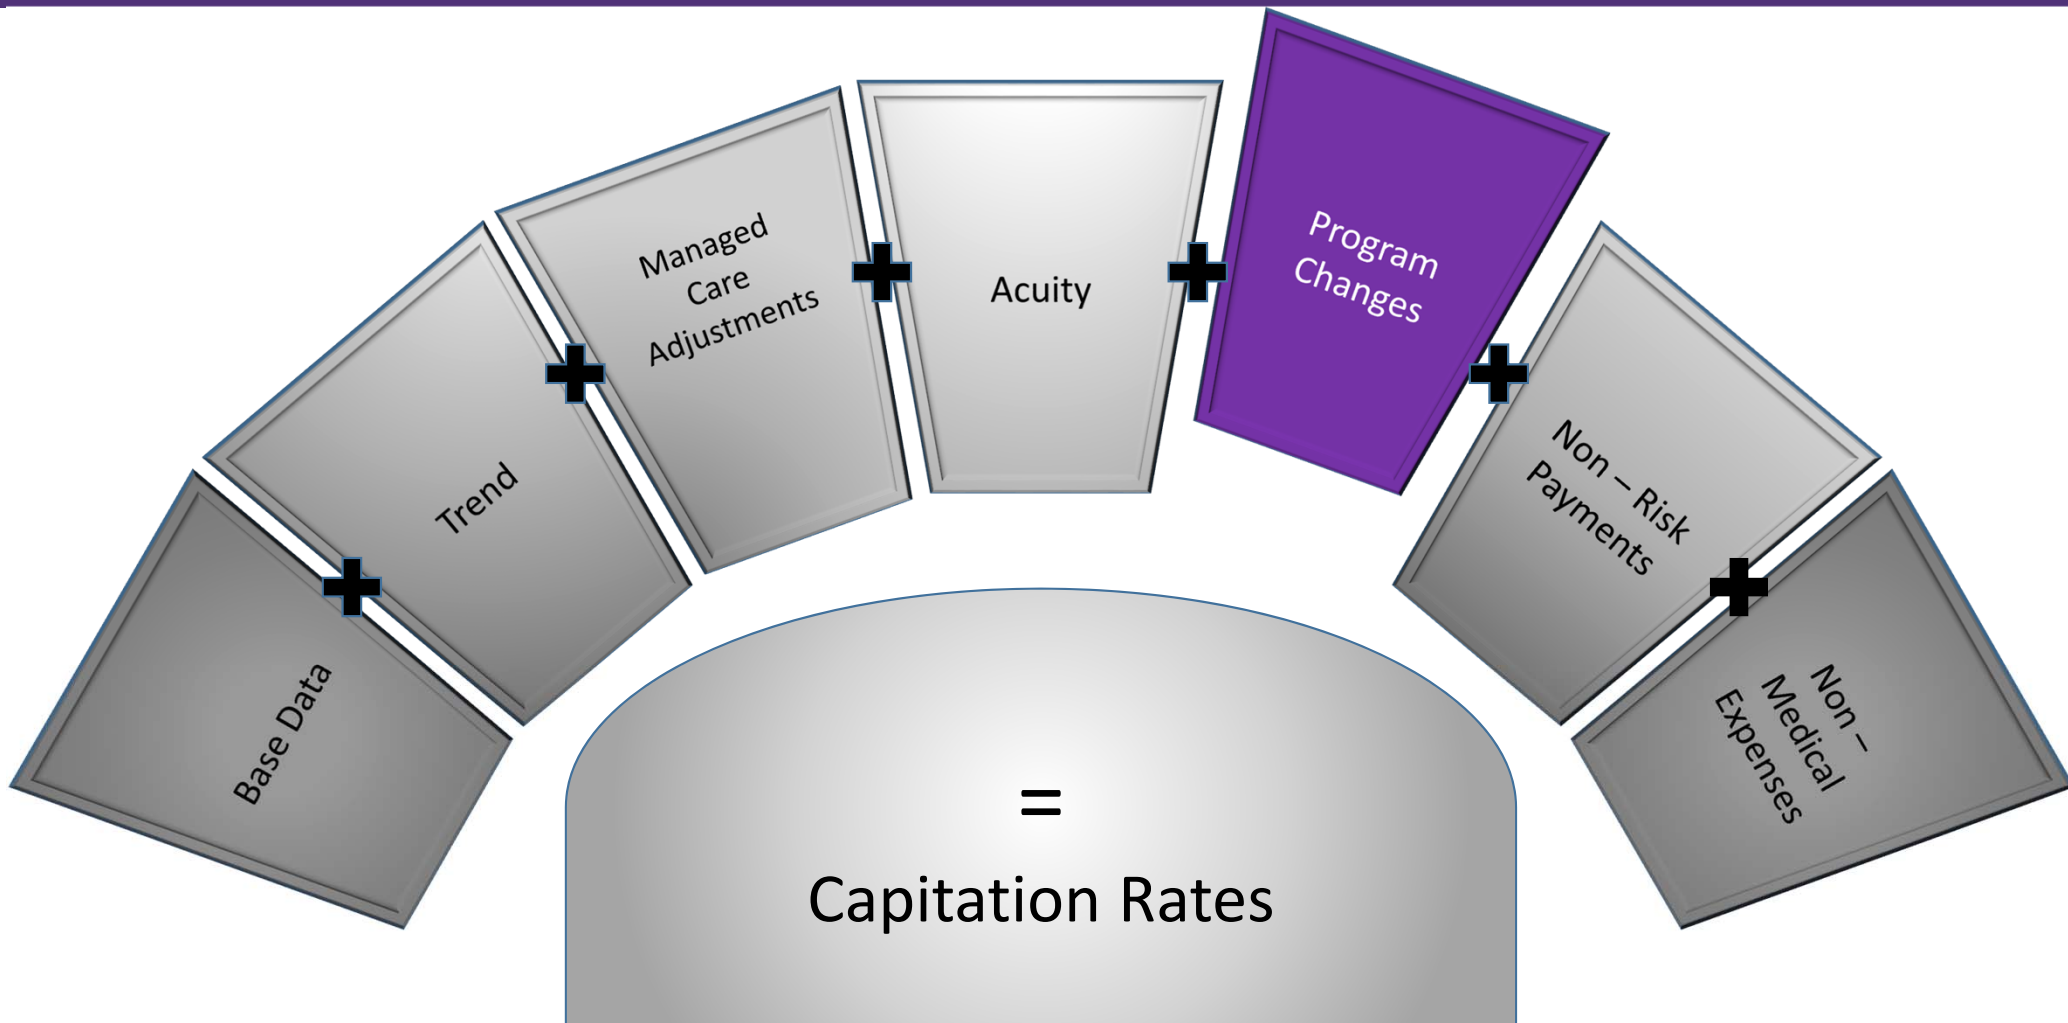 Base Data
Trend
Managed
Care
Adjustments
Acuity
Program
Changes
Non – Risk
Payments
Non –
Medical
Expenses
=
Capitation Rates